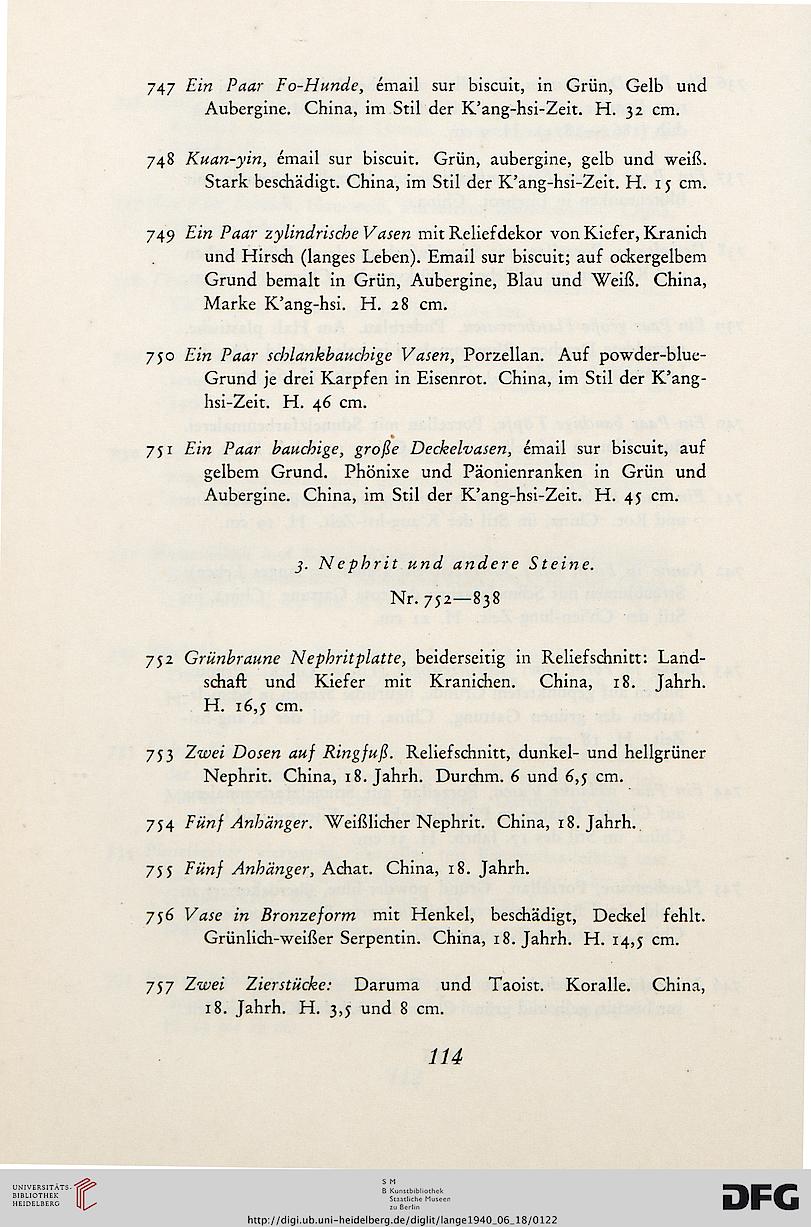 747 Ein Paar Fo-Hunde, émail sur biscuit, in Grün, Gelb und
Aubergine. China, im Stil der K'ang-hsi-Zeit. H. 32 cm.
748 Kuan-yin, émail sur biscuit. Grün, aubergine, gelb und weiß.
Stark beschädigt. China, im Stil der K'ang-hsi-Zeit. H. 15 cm.
749 Ein Paar zylindrische Vasen mit Reliefdekor von Kiefer, Kranich
und Hirsch (langes Leben). Email sur biscuit; auf ockergelbem
Grund bemalt in Grün, Aubergine, Blau und Weiß. China,
Marke K'ang-hsi. H. 28 cm.
750 Ein Paar schlankbauchige Vasen, Porzellan. Auf powder-blue-
Grund je drei Karpfen in Eisenrot. China, im Stil der K'ang-
hsi-Zeit. H. 46 cm.
751 Ein Paar bauchige, große Deckelvasen, émail sur biscuit, auf
gelbem Grund. Phönixe und Päonienranken in Grün und
Aubergine. China, im Stil der K'ang-hsi-Zeit. H. 45 cm.
3. Nephrit und andere Steine.
Nr. 752—838
752 Grünbraune Nephritplatte, beiderseitig in Reliefschnitt: Land-
schaft und Kiefer mit Kranichen. China, 18. Jahrh.
H. 16,5 cm.
753 Zwei Dosen auf Ringfuß. Reliefschnitt, dunkel- und hellgrüner
Nephrit. China, 18. Jahrh. Durchm. 6 und 6,5 cm.
754 Fünf Anhänger. Weißlicher Nephrit. China, 18. Jahrh.
755 Fünf Anhänger, Achat. China, 18. Jahrh.
756 Vase in Bronzeform mit Henkel, beschädigt, Deckel fehlt.
Grünlich-weißer Serpentin. China, 18. Jahrh. H. 14,5 cm.
757 Zwei Zierstücke: Daruma und Taoist. Koralle. China,
18. Jahrh. H. 3,5 und 8 cm.
114
UNIVERSITÄTS-
BIBLIOTHEK
HEIDELBERG
S M
B Kunstbibliothek
Staatliche Museen
zu Berlin
http://digi.ub.uni-heidelberg.de/diglit/lange1940_06_18/0122
DFG